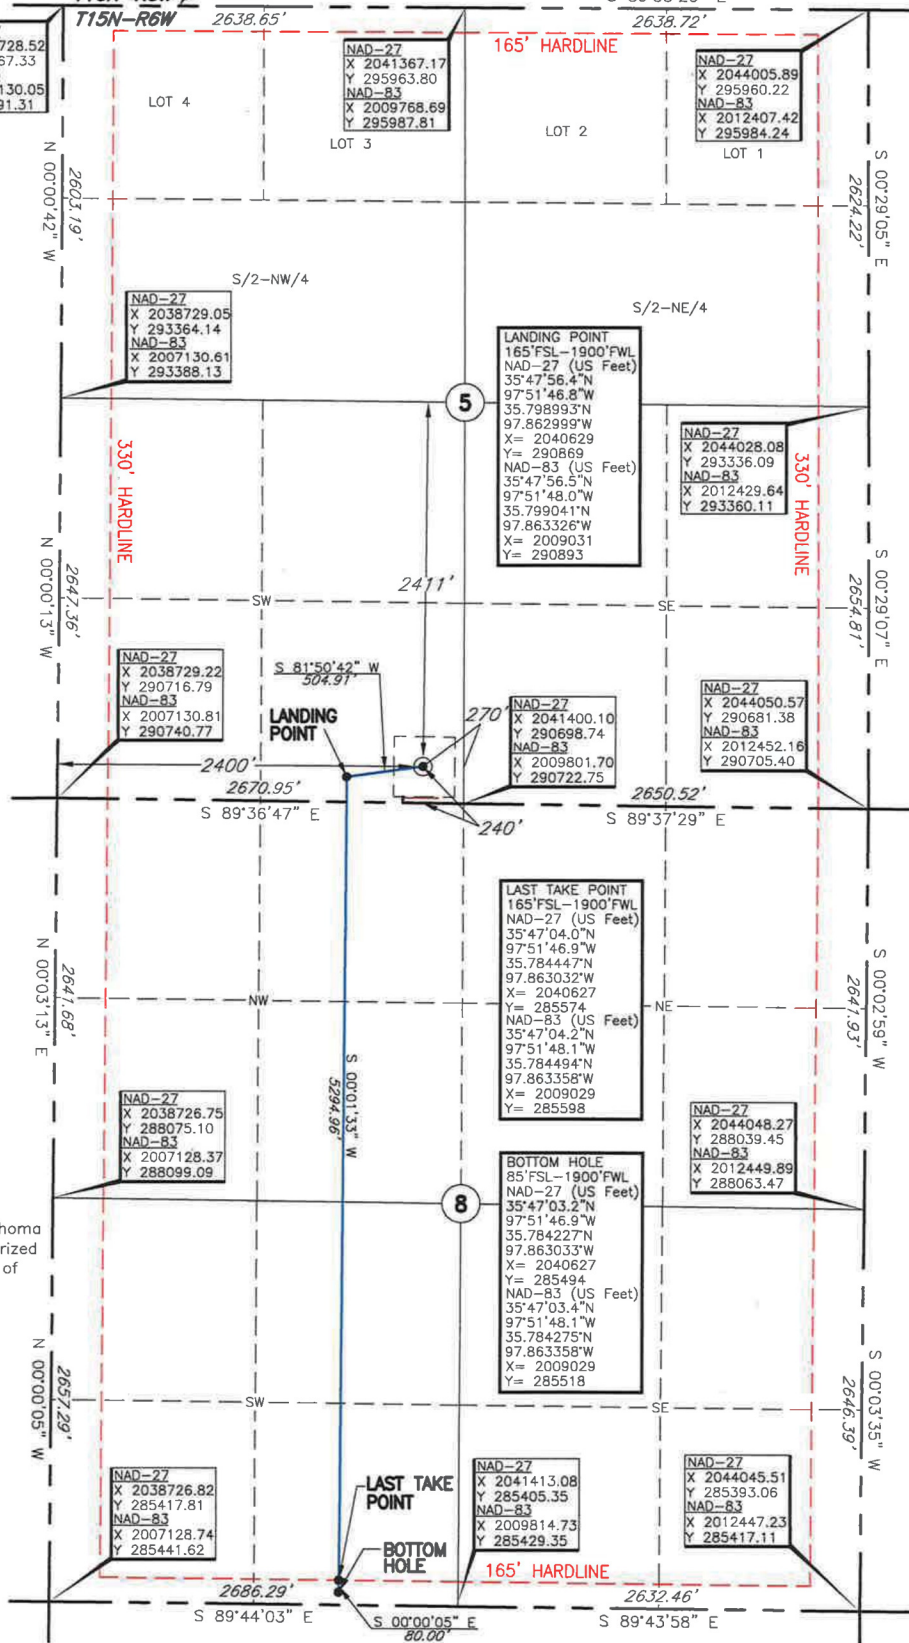 T15N-R6W
2638.65'
2638.72'
165' HARDLINE
728.52
67.33
130.05
91.31
NAD-27
X 2041367.17
Y 295963.80
NAD-83
X 2009768.69
Y 295987.81
NAD-27
X 2044005.89
Y 295960.22
NAD-83
X 2012407.42
Y 295984.24
LOT 4
LOT 3
LOT 2
LOT 1
N 00°00'42" W
2603.19'
S 00°29'05" E
2624.22'
S/2-NW/4
S/2-NE/4
NAD-27
X 2038729.05
Y 293364.14
NAD-83
X 2007130.61
Y 293388.13
LANDING POINT
165'FSL-1900'FWL
NAD-27 (US Feet)
35°47'56.4"N
97°51'46.8"W
35.798993°N
97.862999°W
X= 2040629
Y= 290869
NAD-83 (US Feet)
35°47'56.5"N
97°51'48.0"W
35.799041°N
97.863326°W
X= 2009031
Y= 290893
5
NAD-27
X 2044028.08
Y 293336.09
NAD-83
X 2012429.64
Y 293360.11
330' HARDLINE
330' HARDLINE
N 00°00'13" W
2647.36'
S 00°29'07" E
2654.81'
2411'
SW
SE
NAD-27
X 2038729.22
Y 290716.79
NAD-83
X 2007130.81
Y 290740.77
S 81°50'42" W
504.91'
LANDING
POINT
270'
NAD-27
X 2041400.10
Y 290698.74
NAD-83
X 2009801.70
Y 290722.75
NAD-27
X 2044050.57
Y 290681.38
NAD-83
X 2012452.16
Y 290705.40
2400'
2670.95'
S 89°36'47" E
240'
2650.52'
S 89°37'29" E
LAST TAKE POINT
165'FSL-1900'FWL
NAD-27 (US Feet)
35°47'04.0"N
97°51'46.9"W
35.784447°N
97.863032°W
X= 2040627
Y= 285574
NAD-83 (US Feet)
35°47'04.2"N
97°51'48.1"W
35.784494°N
97.863358°W
X= 2009029
Y= 285598
N 00°03'13" E
2641.68'
S 00°02'59" W
2641.93'
NW
NE
S 00°01'33" W
5294.96'
NAD-27
X 2038726.75
Y 288075.10
NAD-83
X 2007128.37
Y 288099.09
NAD-27
X 2044048.27
Y 288039.45
NAD-83
X 2012449.89
Y 288063.47
BOTTOM HOLE
85'FSL-1900'FWL
NAD-27 (US Feet)
35°47'03.2"N
97°51'46.9"W
35.784227°N
97.863033°W
X= 2040627
Y= 285494
NAD-83 (US Feet)
35°47'03.4"N
97°51'48.1"W
35.784275°N
97.863358°W
X= 2009029
Y= 285518
8
homa
rized
of
N 00°00'05" W
2657.29'
S 00°03'35" W
2646.39'
SW
SE
NAD-27
X 2038726.82
Y 285417.81
NAD-83
X 2007128.74
Y 285441.62
LAST TAKE
POINT
NAD-27
X 2041413.08
Y 285405.35
NAD-83
X 2009814.73
Y 285429.35
NAD-27
X 2044045.51
Y 285393.06
NAD-83
X 2012447.23
Y 285417.11
BOTTOM
HOLE
165' HARDLINE
2686.29'
S 89°44'03" E
S 00°00'05" E
80.00'
2632.46'
S 89°43'58" E